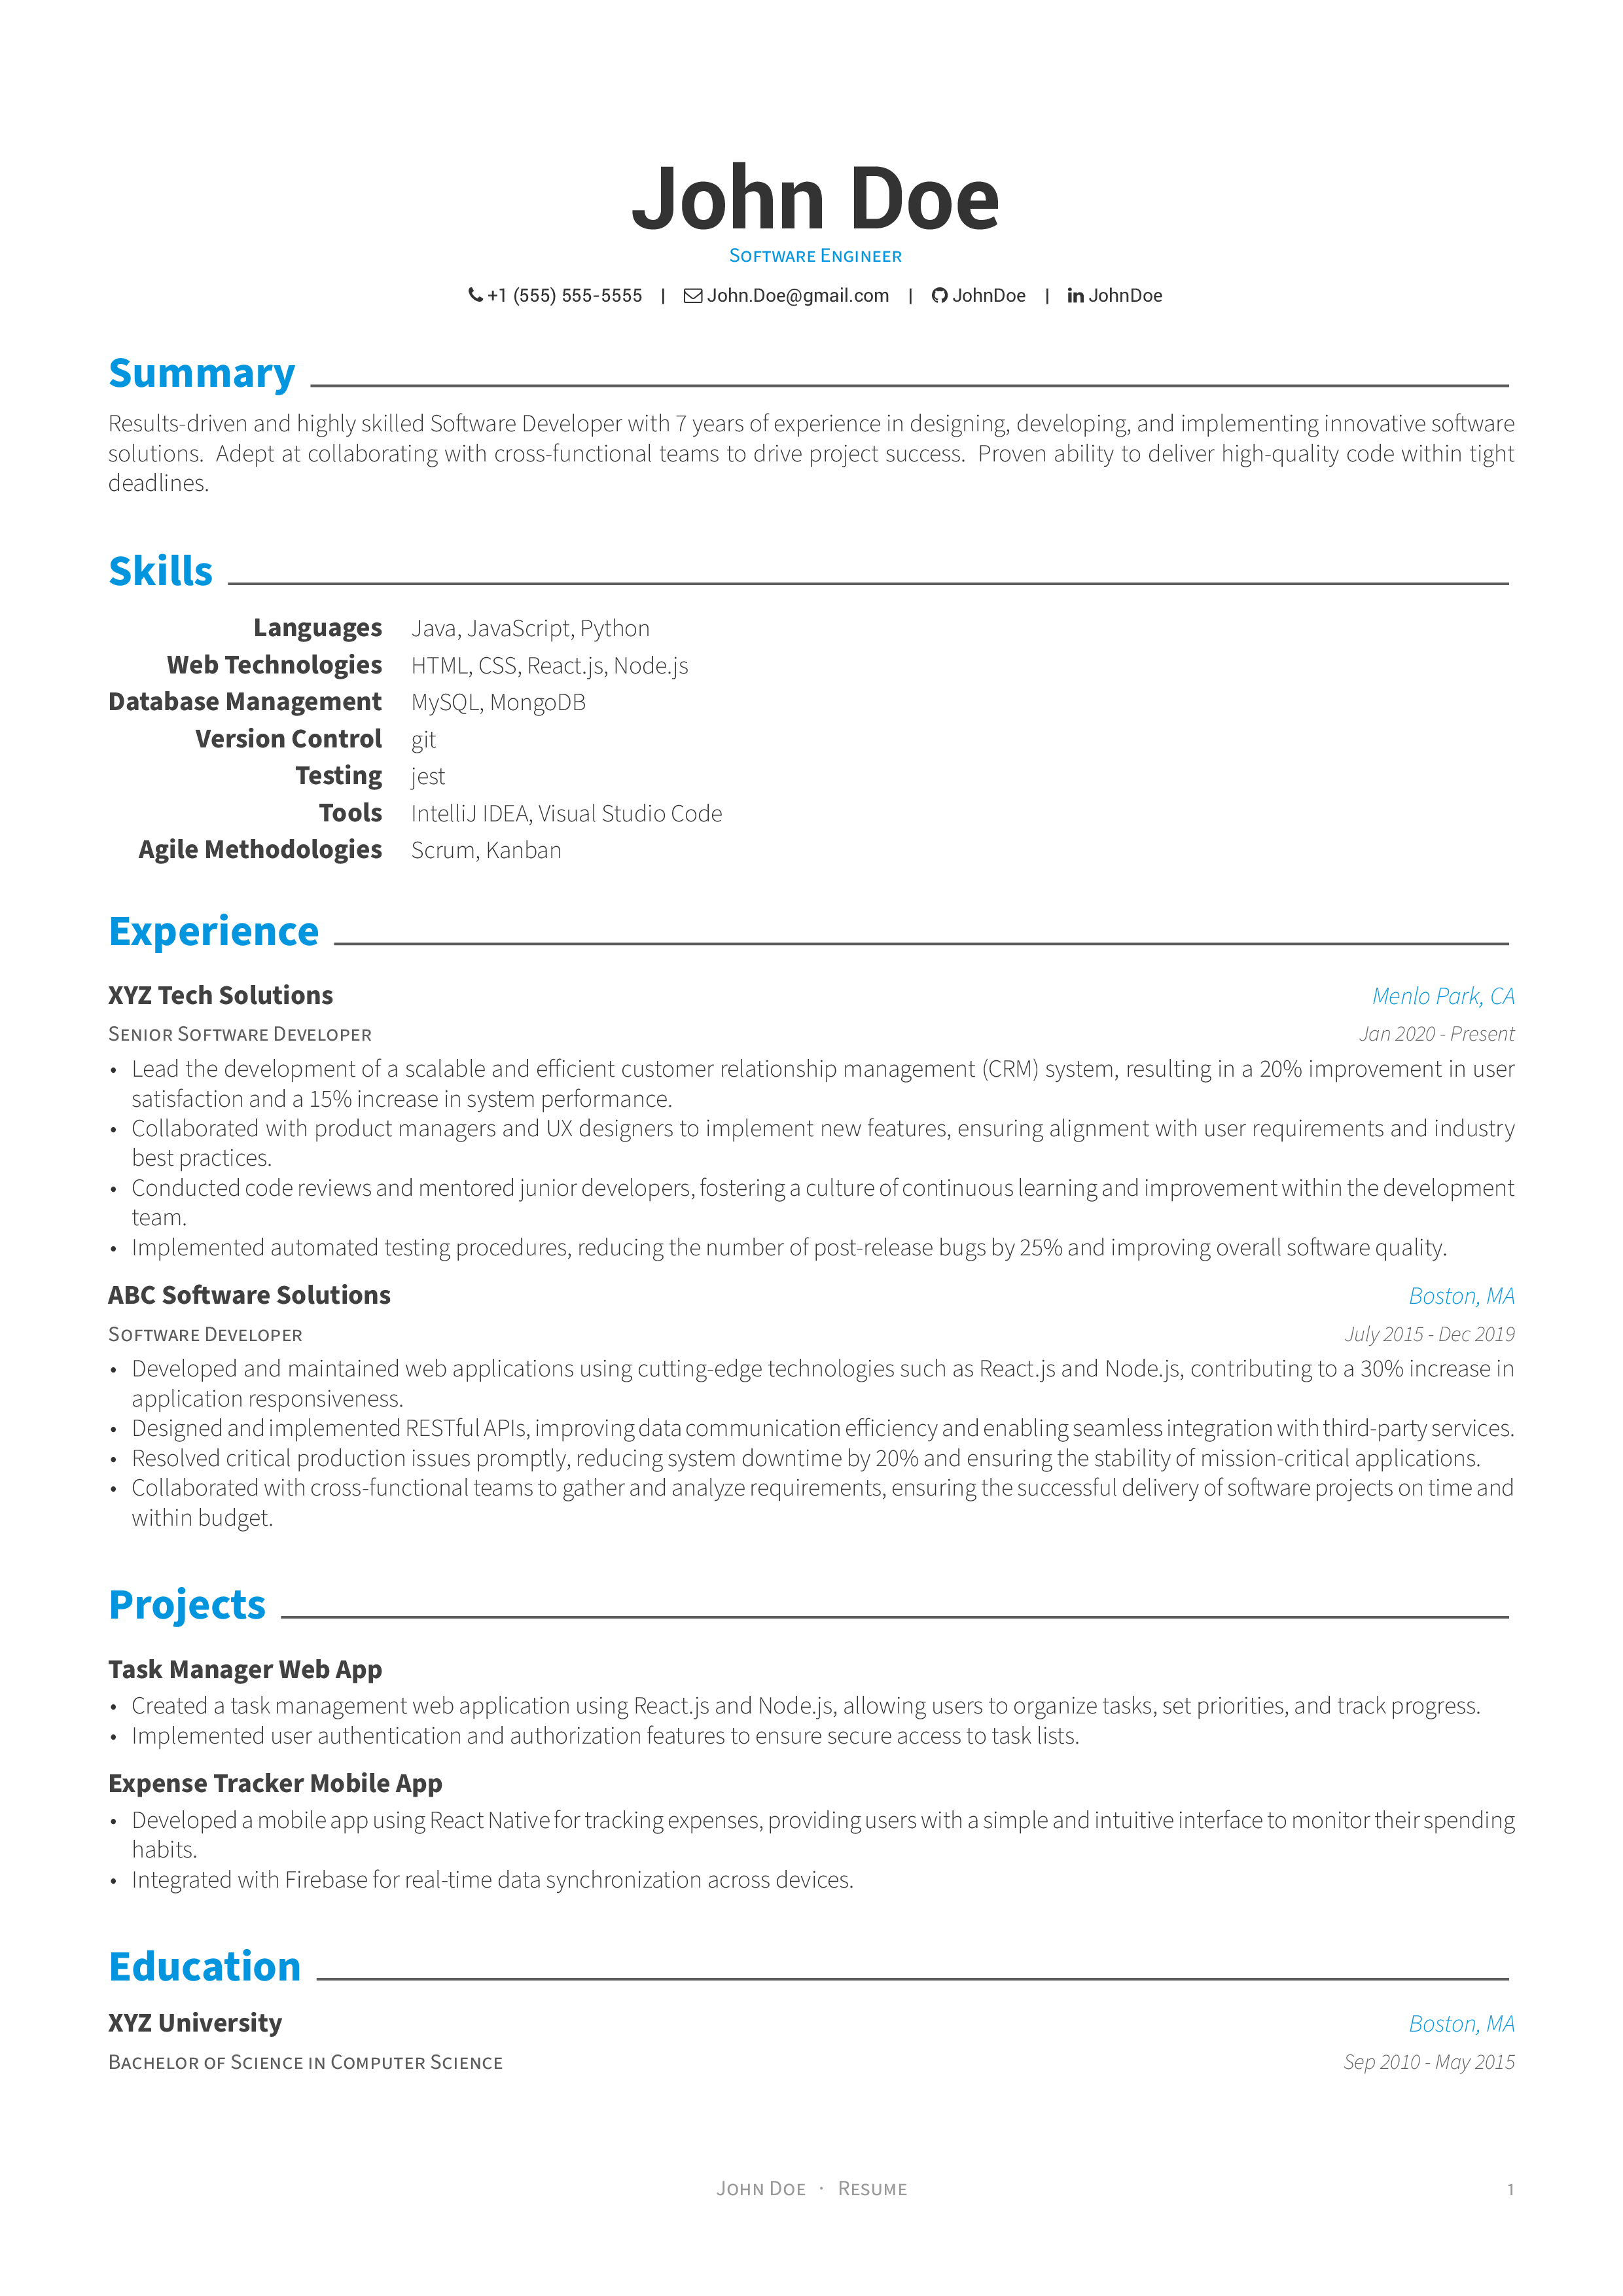 John Doe
Software Engineer
+1 (555) 555-5555 | John.Doe@gmail.com | JohnDoe | in JohnDoe
Summary
Results-driven and highly skilled Software Developer with 7 years of experience in designing, developing, and implementing innovative software
solutions. Adept at collaborating with cross-functional teams to drive project success. Proven ability to deliver high-quality code within tight
deadlines.
Skills
Languages Java, JavaScript, Python
Web Technologies HTML, CSS, React.js, Node.js
Database Management MySQL, MongoDB
Version Control git
Testing jest
Tools IntelliJ IDEA, Visual Studio Code
Agile Methodologies Scrum, Kanban
Experience
XYZ Tech Solutions Menlo Park, CA
Senior Software Developer Jan 2020 - Present
• Lead the development of a scalable and efficient customer relationship management (CRM) system, resulting in a 20% improvement in user
satisfaction and a 15% increase in system performance.
• Collaborated with product managers and UX designers to implement new features, ensuring alignment with user requirements and industry
best practices.
• Conducted code reviews and mentored junior developers, fostering a culture of continuous learning and improvement within the development
team.
• Implemented automated testing procedures, reducing the number of post-release bugs by 25% and improving overall software quality.
ABC Software Solutions Boston, MA
Software Developer July 2015 - Dec 2019
• Developed and maintained web applications using cutting-edge technologies such as React.js and Node.js, contributing to a 30% increase in
application responsiveness.
• Designed and implemented RESTful APIs, improving data communication efficiency and enabling seamless integration with third-party services.
• Resolved critical production issues promptly, reducing system downtime by 20% and ensuring the stability of mission-critical applications.
• Collaborated with cross-functional teams to gather and analyze requirements, ensuring the successful delivery of software projects on time and
within budget.
Projects
Task Manager Web App
• Created a task management web application using React.js and Node.js, allowing users to organize tasks, set priorities, and track progress.
• Implemented user authentication and authorization features to ensure secure access to task lists.
Expense Tracker Mobile App
• Developed a mobile app using React Native for tracking expenses, providing users with a simple and intuitive interface to monitor their spending
habits.
• Integrated with Firebase for real-time data synchronization across devices.
Education
XYZ University Boston, MA
Bachelor of Science in Computer Science Sep 2010 - May 2015
John Doe · Resume 1